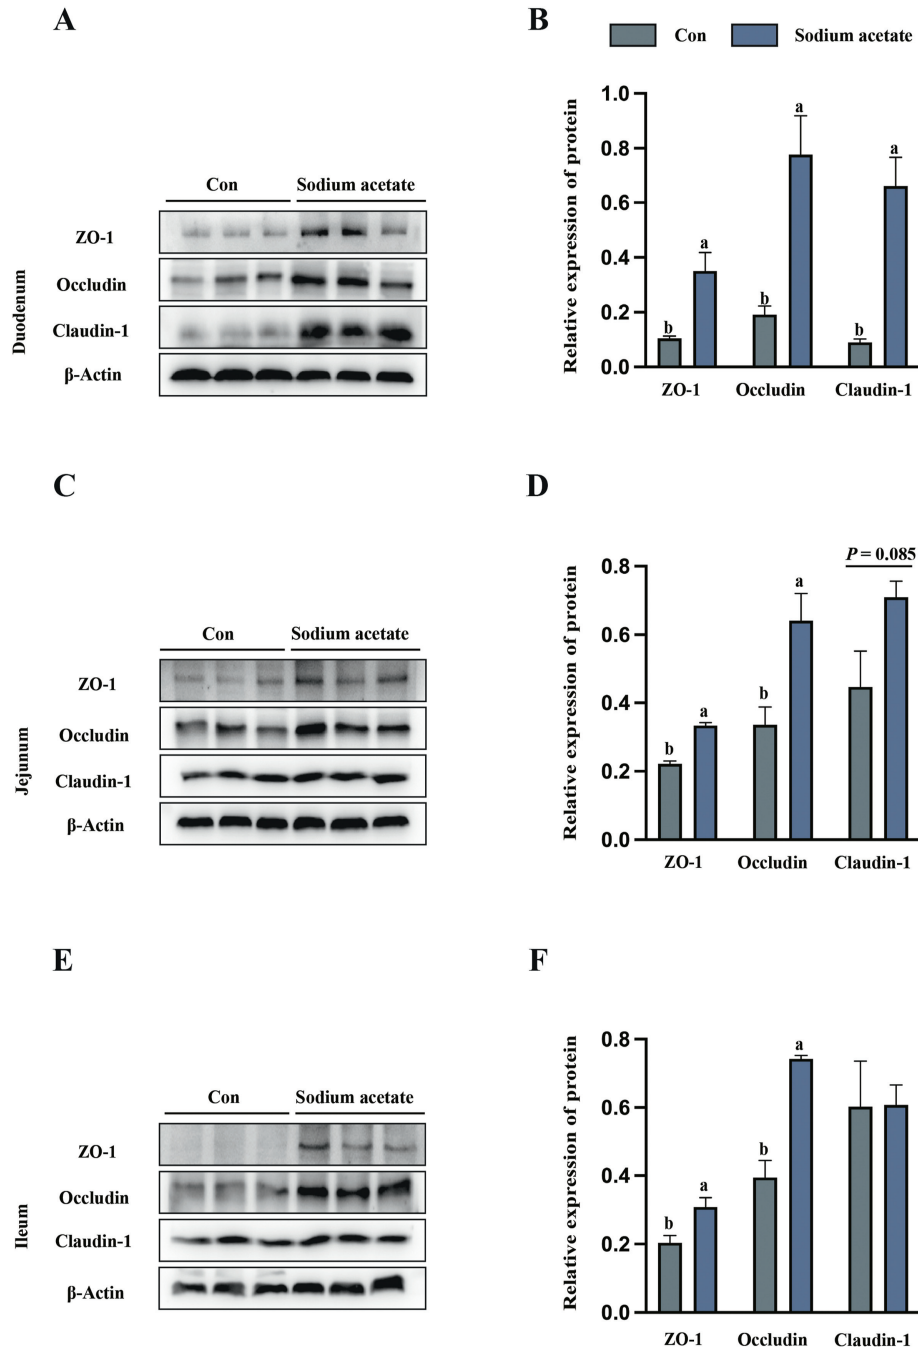 A
B
Con
Sodium acetate
Con
Sodium acetate
Duodenum
ZO-1
Occludin
Claudin-1
β-Actin
Relative expression of protein
1.0
0.8
0.6
0.4
0.2
0.0
b
a
b
a
b
a
ZO-1
Occludin
Claudin-1
C
D
Con
Sodium acetate
Jejunum
ZO-1
Occludin
Claudin-1
β-Actin
Relative expression of protein
0.8
0.6
0.4
0.2
0.0
b
a
b
a
P = 0.085
ZO-1
Occludin
Claudin-1
E
F
Con
Sodium acetate
Ileum
ZO-1
Occludin
Claudin-1
β-Actin
Relative expression of protein
0.8
0.6
0.4
0.2
0.0
b
a
b
a
ZO-1
Occludin
Claudin-1